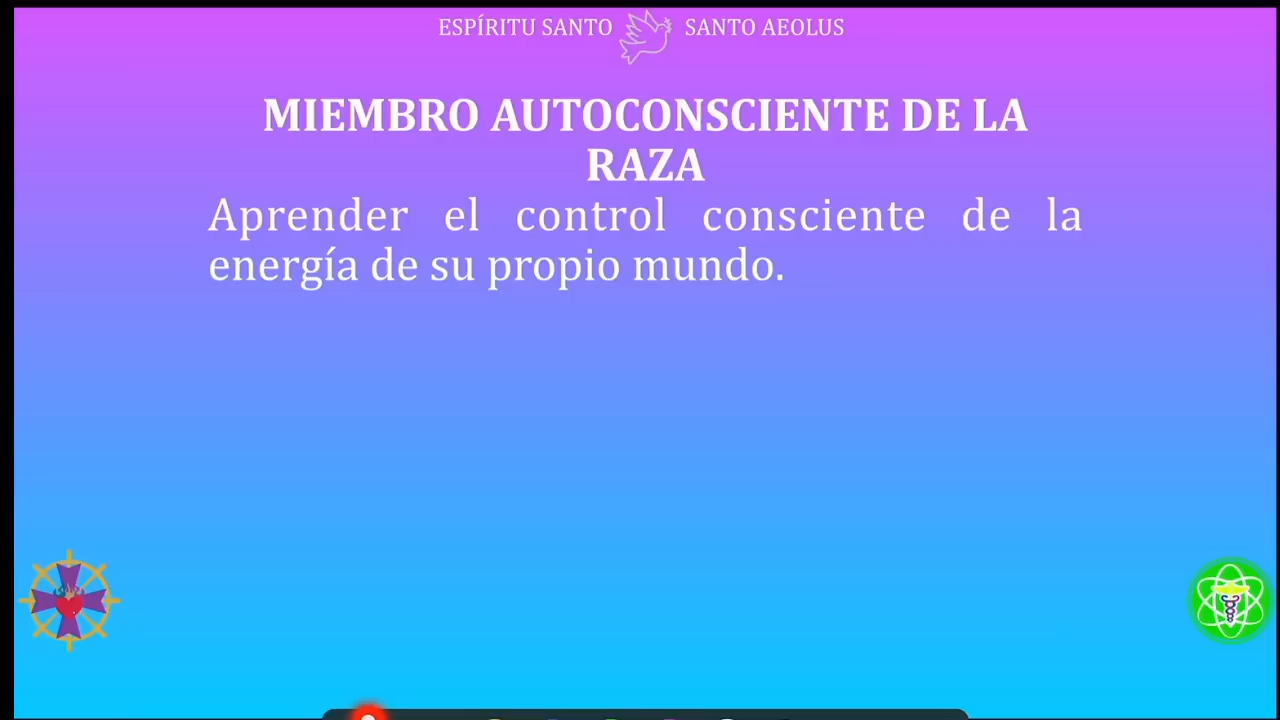 ESPÍRITU SANTO SANTO AEOLUS
MIEMBRO AUTOCONSCIENTE DE LA
RAZA
Aprender el control consciente de la
energía de su propio mundo.